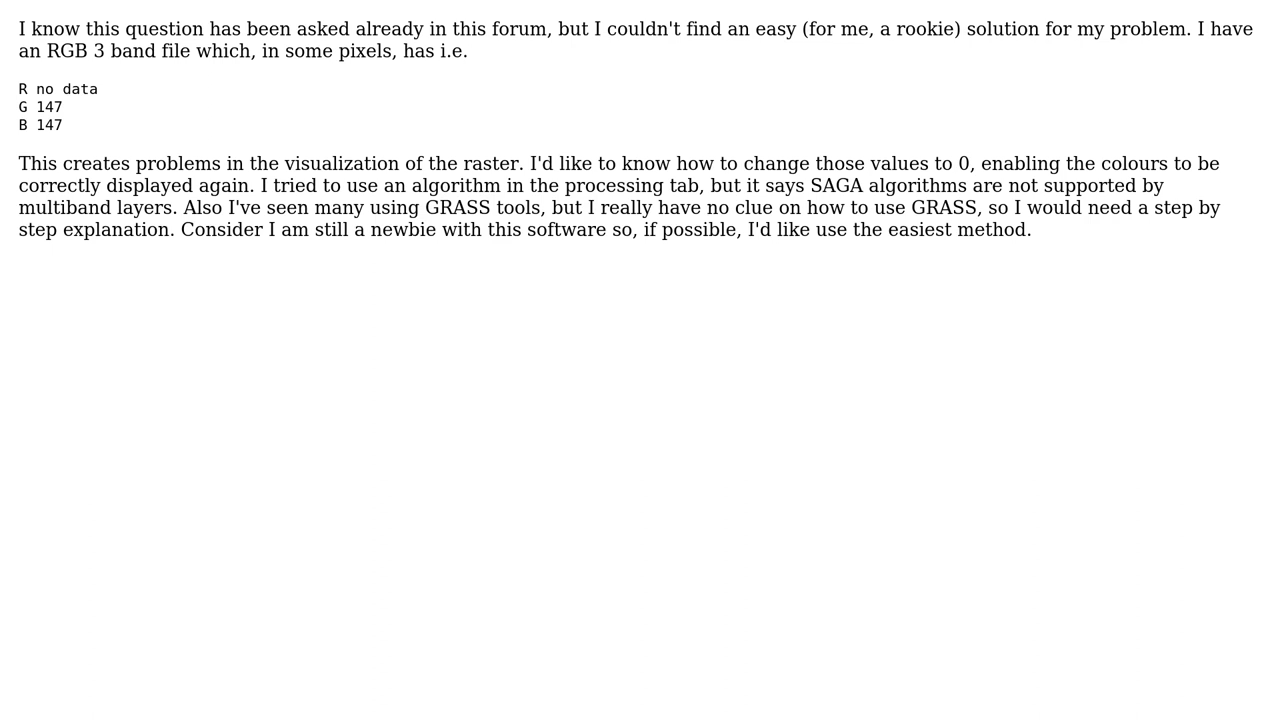 I know this question has been asked already in this forum, but I couldn't find an easy (for me, a rookie) solution for my problem. I have
an RGB 3 band file which, in some pixels, has i.e.
R no data
G 147
B 147
This creates problems in the visualization of the raster. I'd like to know how to change those values to 0, enabling the colours to be
correctly displayed again. I tried to use an algorithm in the processing tab, but it says SAGA algorithms are not supported by
multiband layers. Also I've seen many using GRASS tools, but I really have no clue on how to use GRASS, so I would need a step by
step explanation. Consider I am still a newbie with this software so, if possible, I'd like use the easiest method.